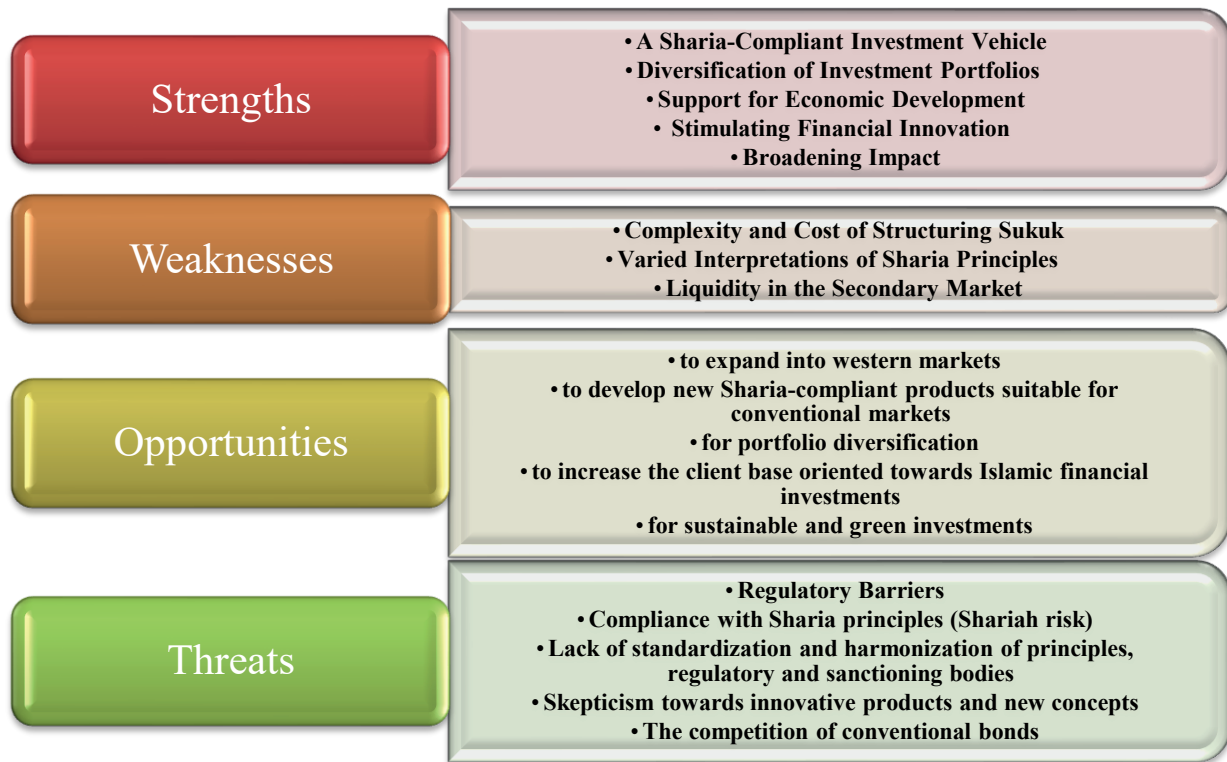 Strengths
• A Sharia-Compliant Investment Vehicle
• Diversification of Investment Portfolios
• Support for Economic Development
• Stimulating Financial Innovation
• Broadening Impact
Weaknesses
• Complexity and Cost of Structuring Sukuk
• Varied Interpretations of Sharia Principles
• Liquidity in the Secondary Market
Opportunities
• to expand into western markets
• to develop new Sharia-compliant products suitable for
conventional markets
• for portfolio diversification
• to increase the client base oriented towards Islamic financial
investments
• for sustainable and green investments
Threats
• Regulatory Barriers
• Compliance with Sharia principles (Shariah risk)
• Lack of standardization and harmonization of principles,
regulatory and sanctioning bodies
• Skepticism towards innovative products and new concepts
• The competition of conventional bonds